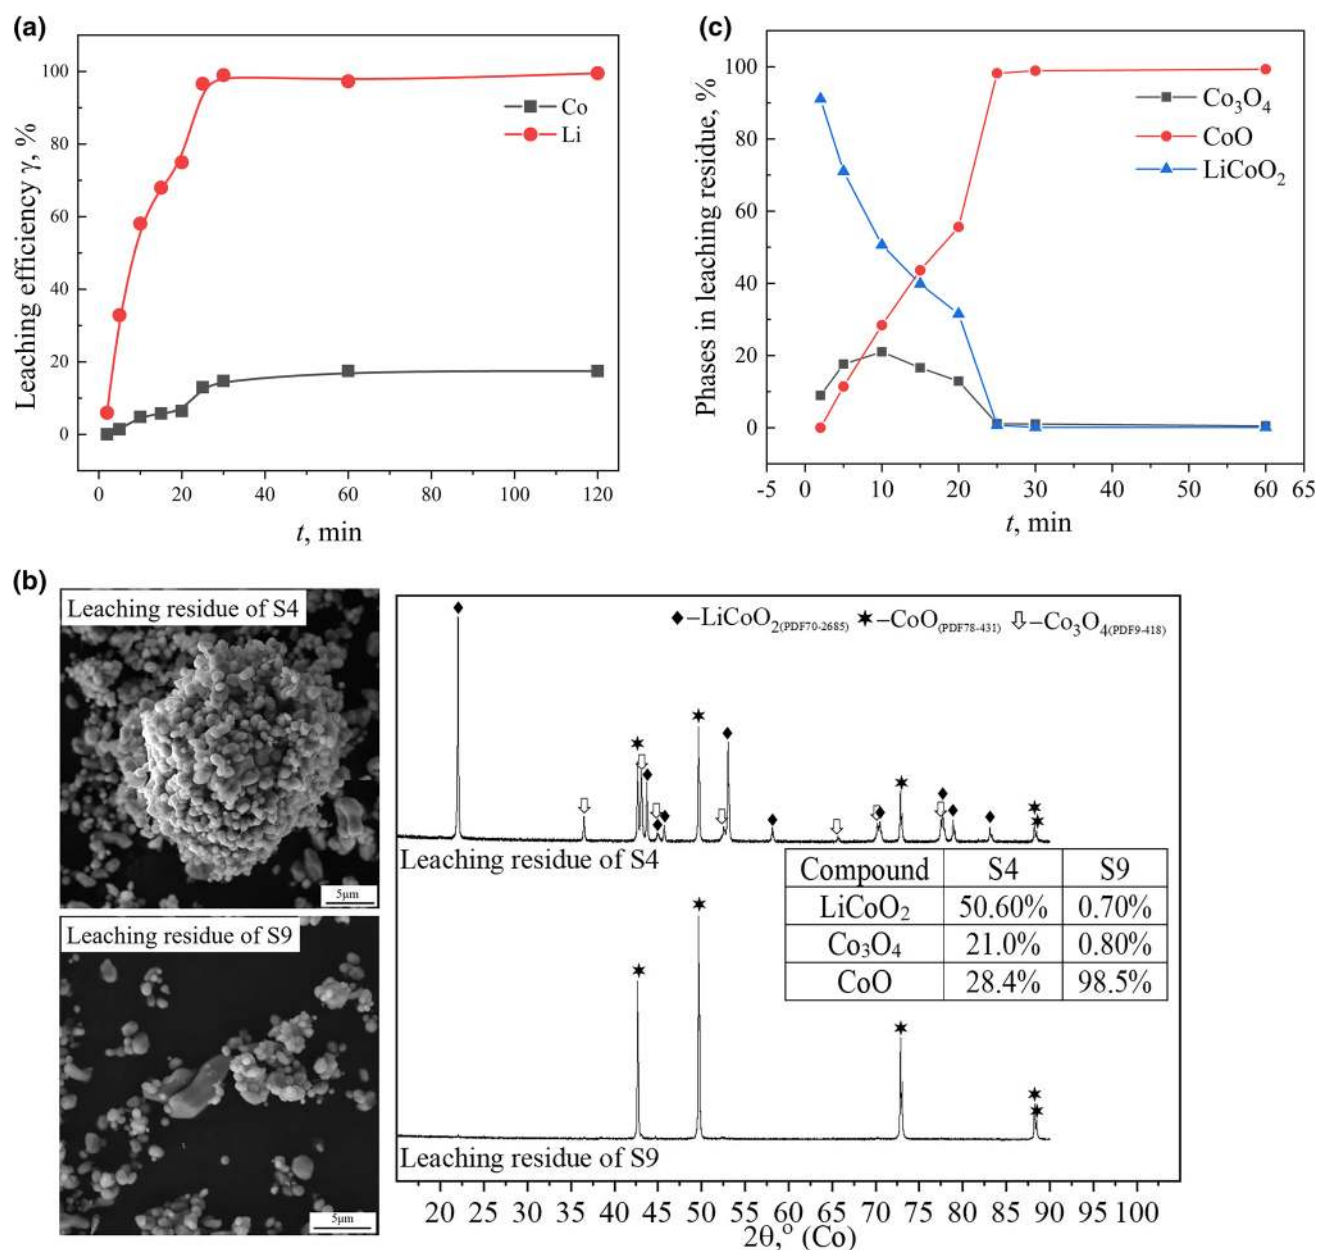 (a)
Leaching efficiency γ, %
100
80
60
40
20
0
Co
Li
0 20 40 60 80 100 120
t, min
(c)
Phases in leaching residue, %
100
80
60
40
20
0
Co₃O₄
CoO
LiCoO₂
-5 0 10 20 30 40 50 60 65
t, min
(b)
Leaching residue of S4
5μm
Leaching residue of S9
5μm
◆–LiCoO₂(PDF70-2685) ✶–CoO(PDF78-431) ⇩–Co₃O₄(PDF9-418)
Leaching residue of S4
Compound S4 S9
LiCoO₂ 50.60% 0.70%
Co₃O₄ 21.0% 0.80%
CoO 28.4% 98.5%
Leaching residue of S9
20 25 30 35 40 45 50 55 60 65 70 75 80 85 90 95 100
2θ,° (Co)